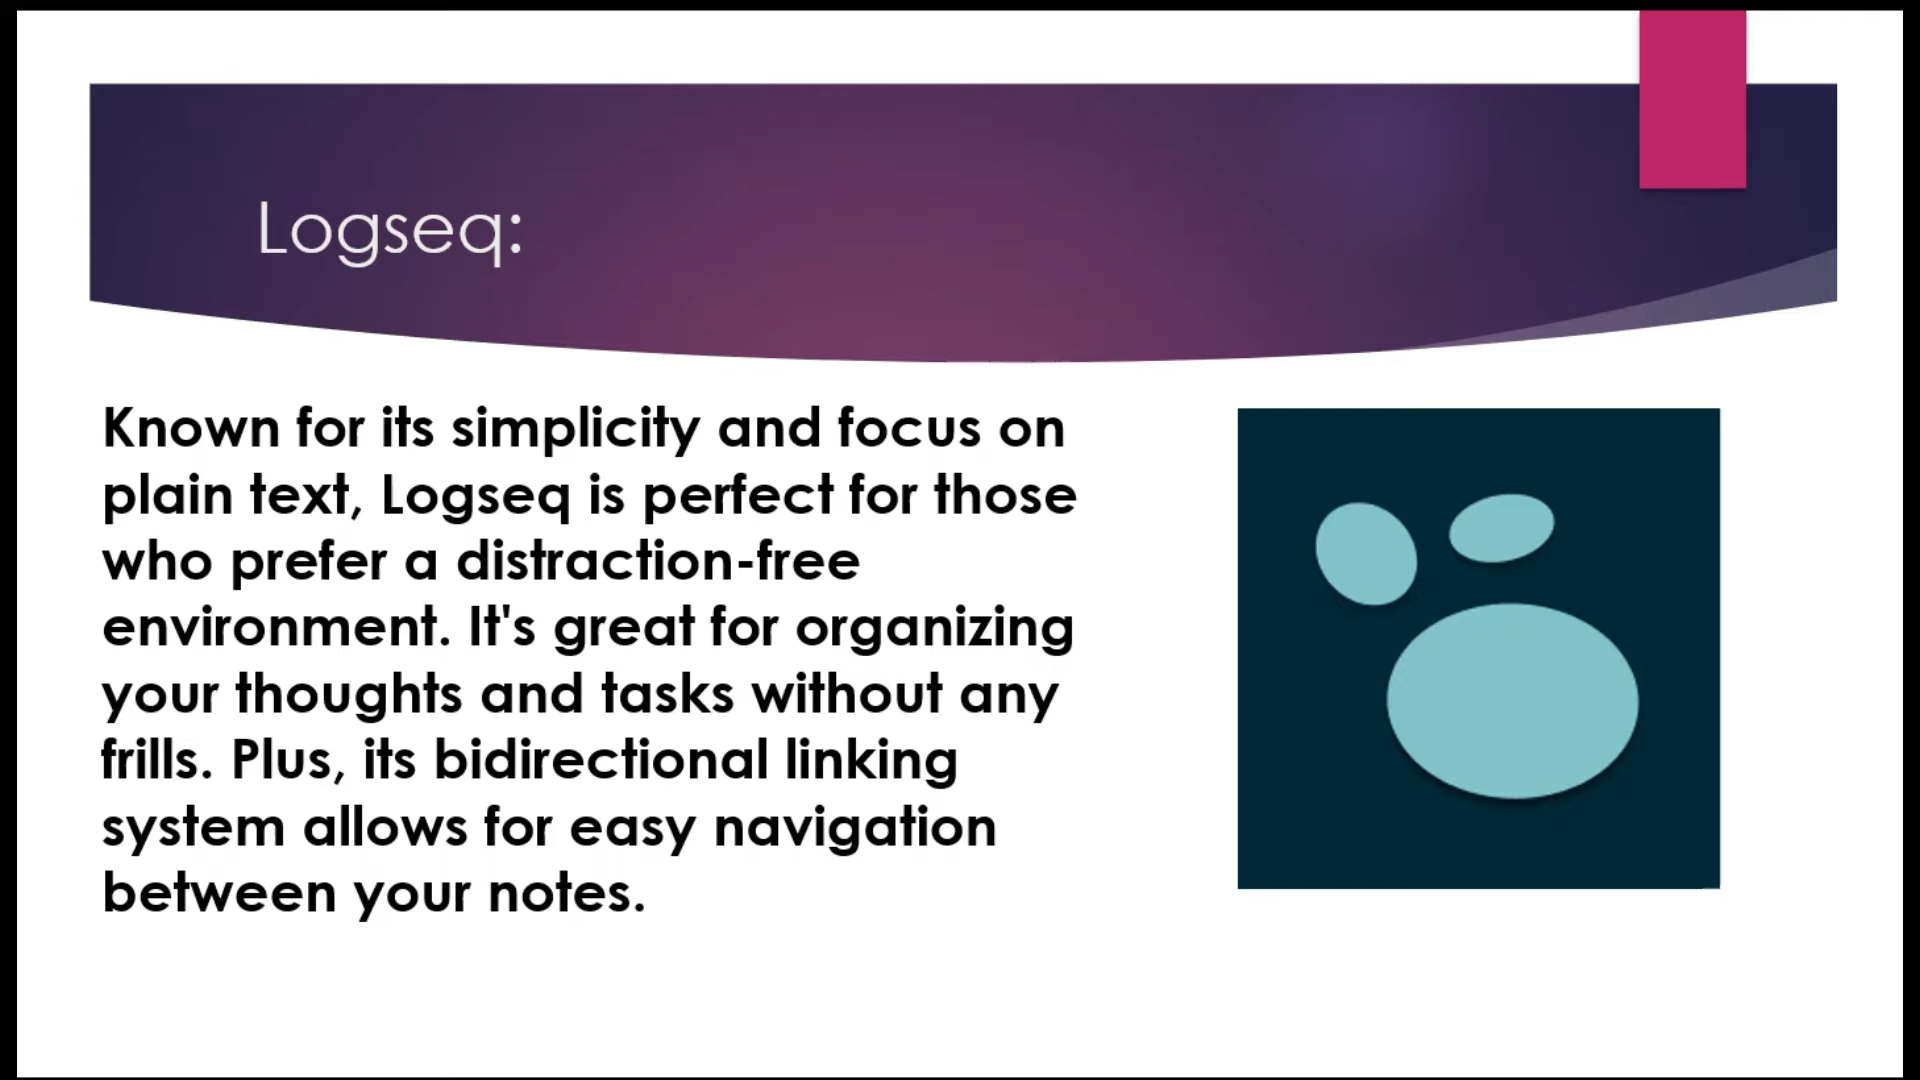 Logseq:
Known for its simplicity and focus on
plain text, Logseq is perfect for those
who prefer a distraction-free
environment. It's great for organizing
your thoughts and tasks without any
frills. Plus, its bidirectional linking
system allows for easy navigation
between your notes.